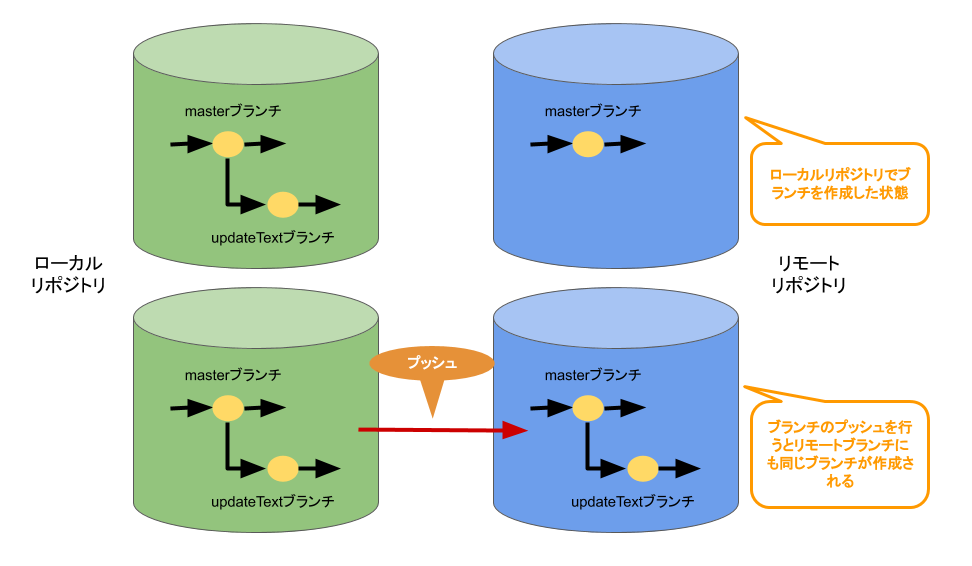 masterブランチ
updateTextブランチ
masterブランチ
ローカルリポジトリでブ
ランチを作成した状態
ローカル
リポジトリ
リモート
リポジトリ
masterブランチ
updateTextブランチ
プッシュ
masterブランチ
updateTextブランチ
ブランチのプッシュを行
うとリモートブランチに
も同じブランチが作成さ
れる